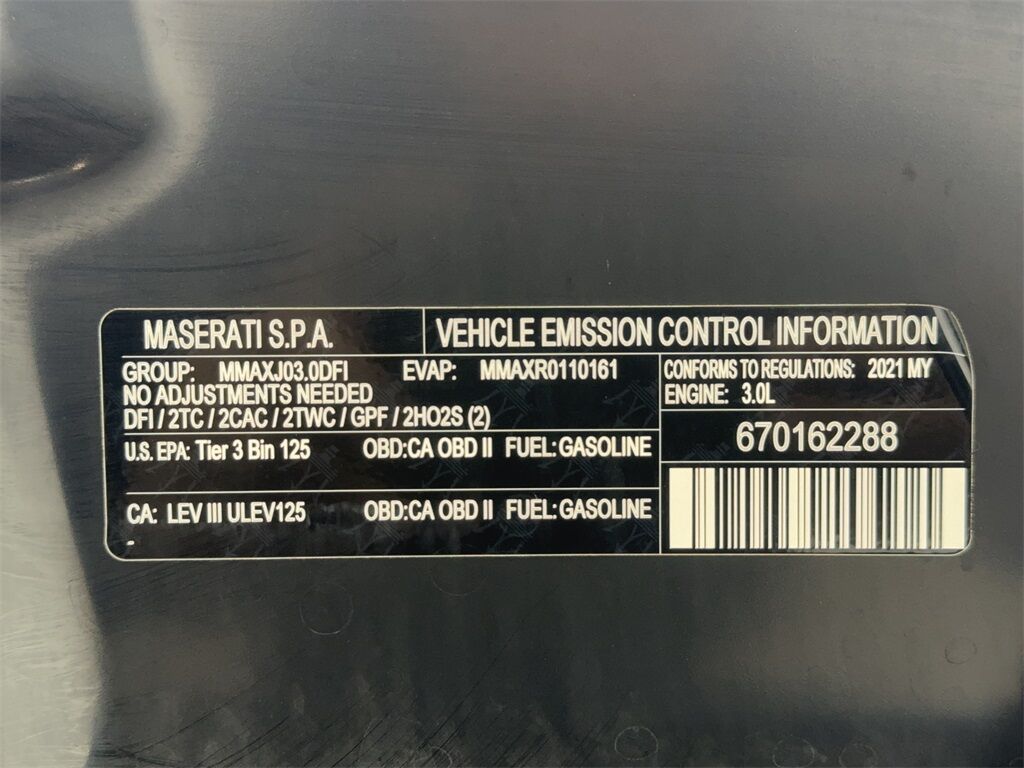 MASERATI S.P.A.
VEHICLE EMISSION CONTROL INFORMATION
GROUP: MMAXJ03.0DFI EVAP: MMAXR0110161
NO ADJUSTMENTS NEEDED
DFI / 2TC / 2CAC / 2TWC / GPF / 2HO2S (2)
U.S. EPA: Tier 3 Bin 125 OBD:CA OBD II FUEL:GASOLINE
CA: LEV III ULEV125 OBD:CA OBD II FUEL:GASOLINE
CONFORMS TO REGULATIONS: 2021 MY
ENGINE: 3.0L
670162288